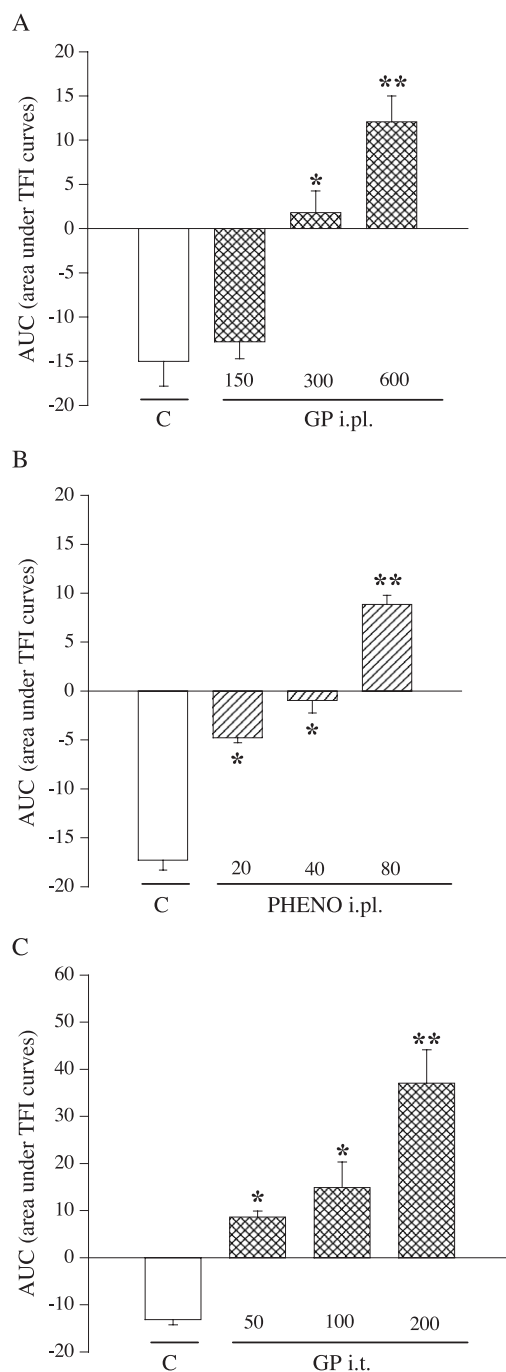 A
AUC (area under TFI curves)
20
15
10
5
0
-5
-10
-15
-20
*
**
150 300 600
C GP i.pl.
B
AUC (area under TFI curves)
20
15
10
5
0
-5
-10
-15
-20
**
*
*
20 40 80
C PHENO i.pl.
C
AUC (area under TFI curves)
60
50
40
30
20
10
0
-10
-20
*
*
**
50 100 200
C GP i.t.